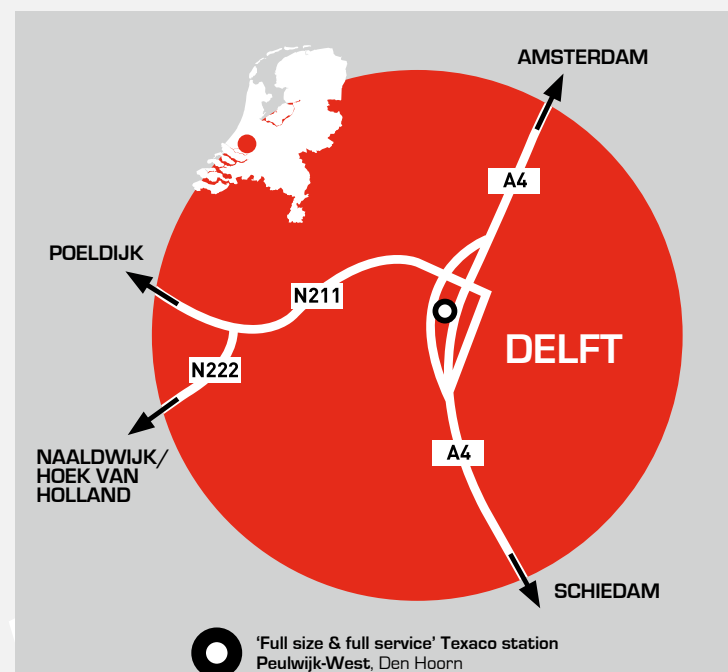 AMSTERDAM
A4
POELDIJK
N211
DELFT
N222
A4
NAALDWIJK/
HOEK VAN
HOLLAND
SCHIEDAM
'Full size & full service' Texaco station
Peulwijk-West, Den Hoorn